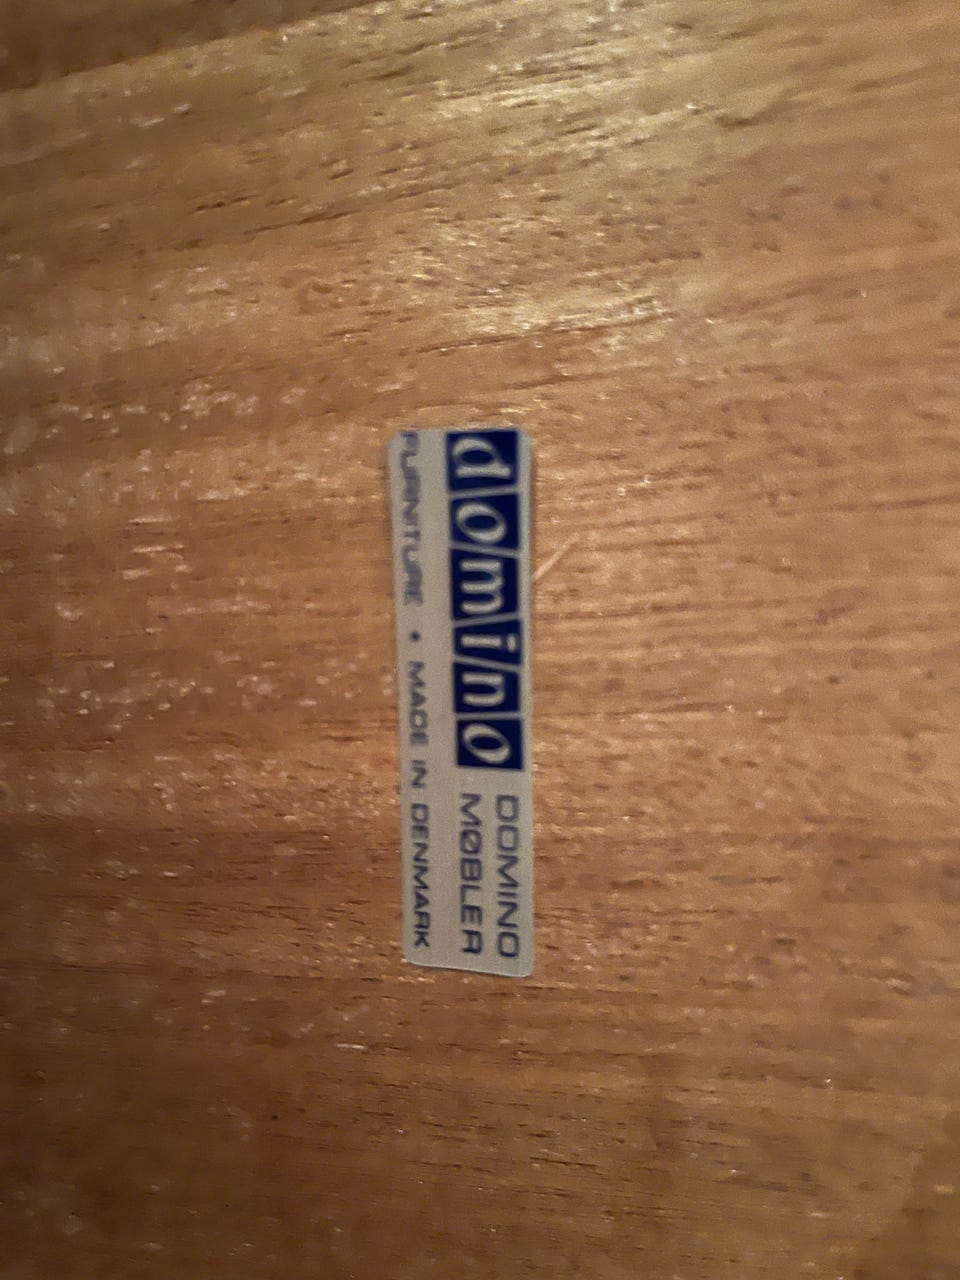 domino DOMINO
MØBLER
FURNITURE • MADE IN DENMARK